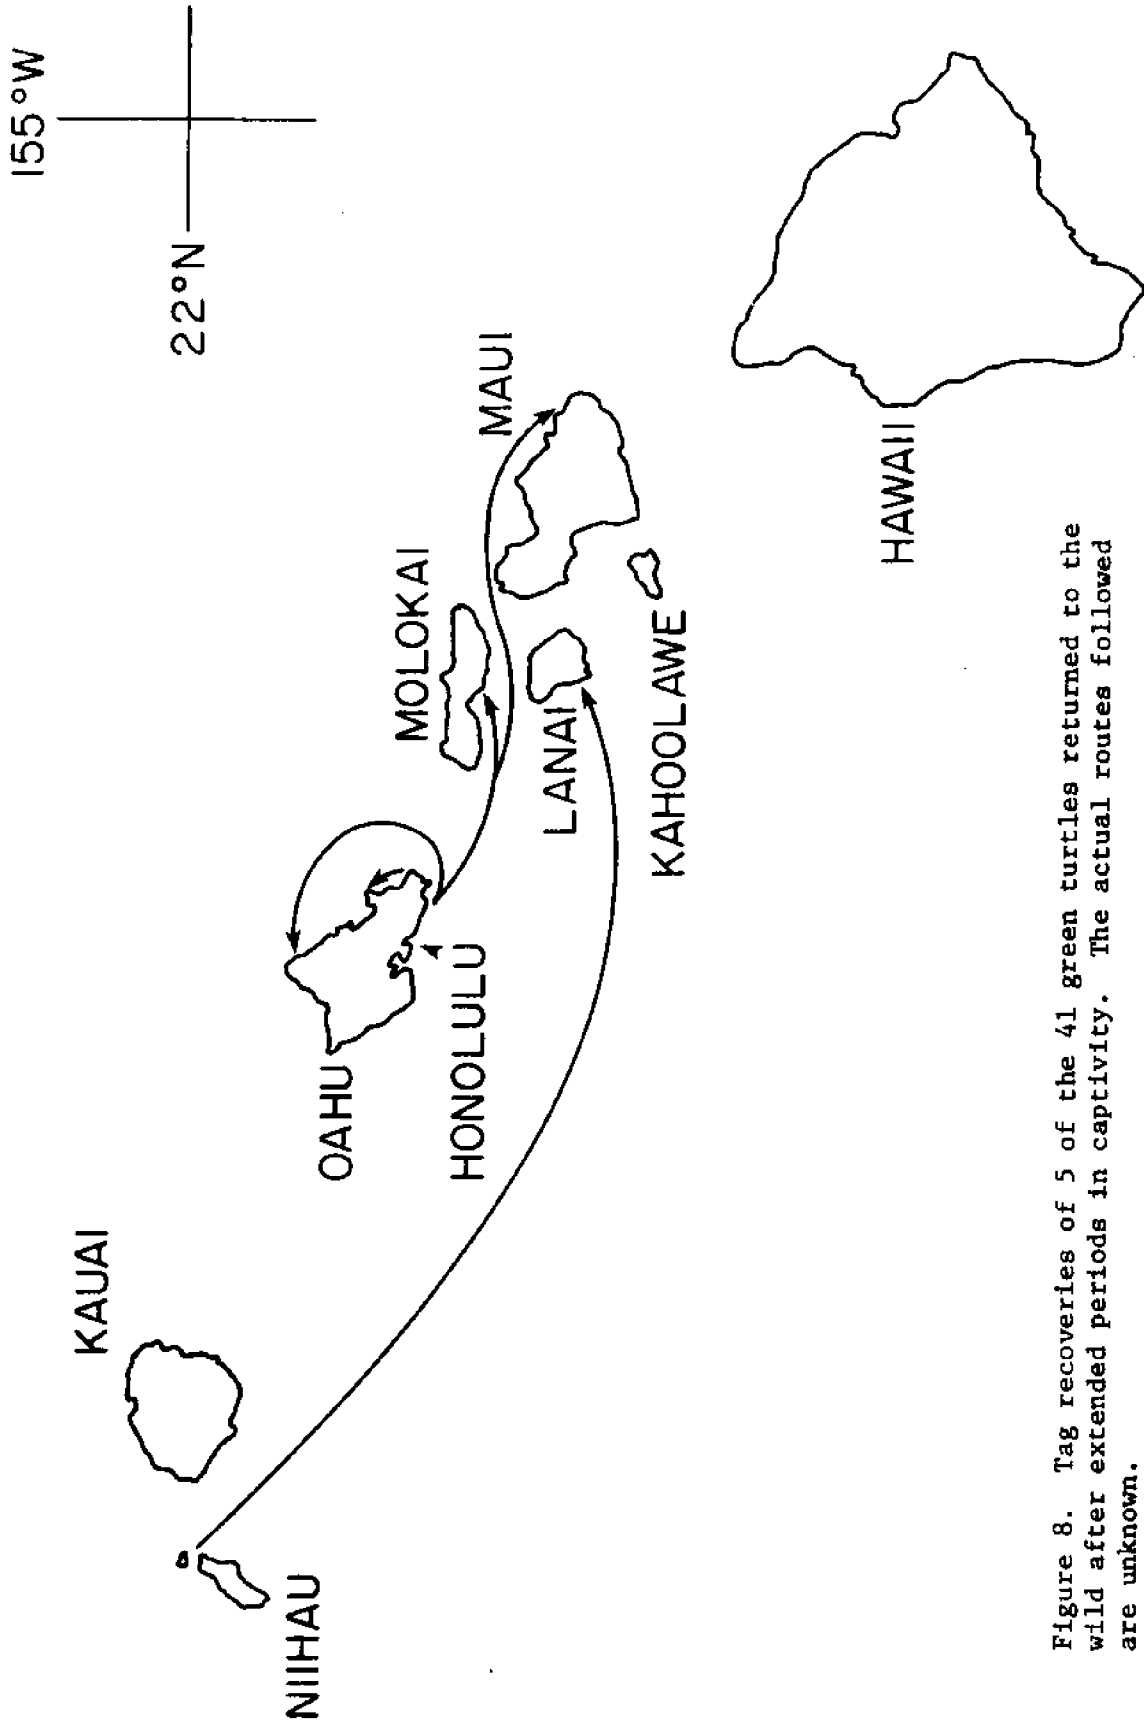 155°W
22°N
KAUAI
NIIHAU
OAHU
HONOLULU
MOLOKAI
MAUI
LANAI
KAHOOLAWE
HAWAII
Figure 8. Tag recoveries of 5 of the 41 green turtles returned to the
wild after extended periods in captivity. The actual routes followed
are unknown.